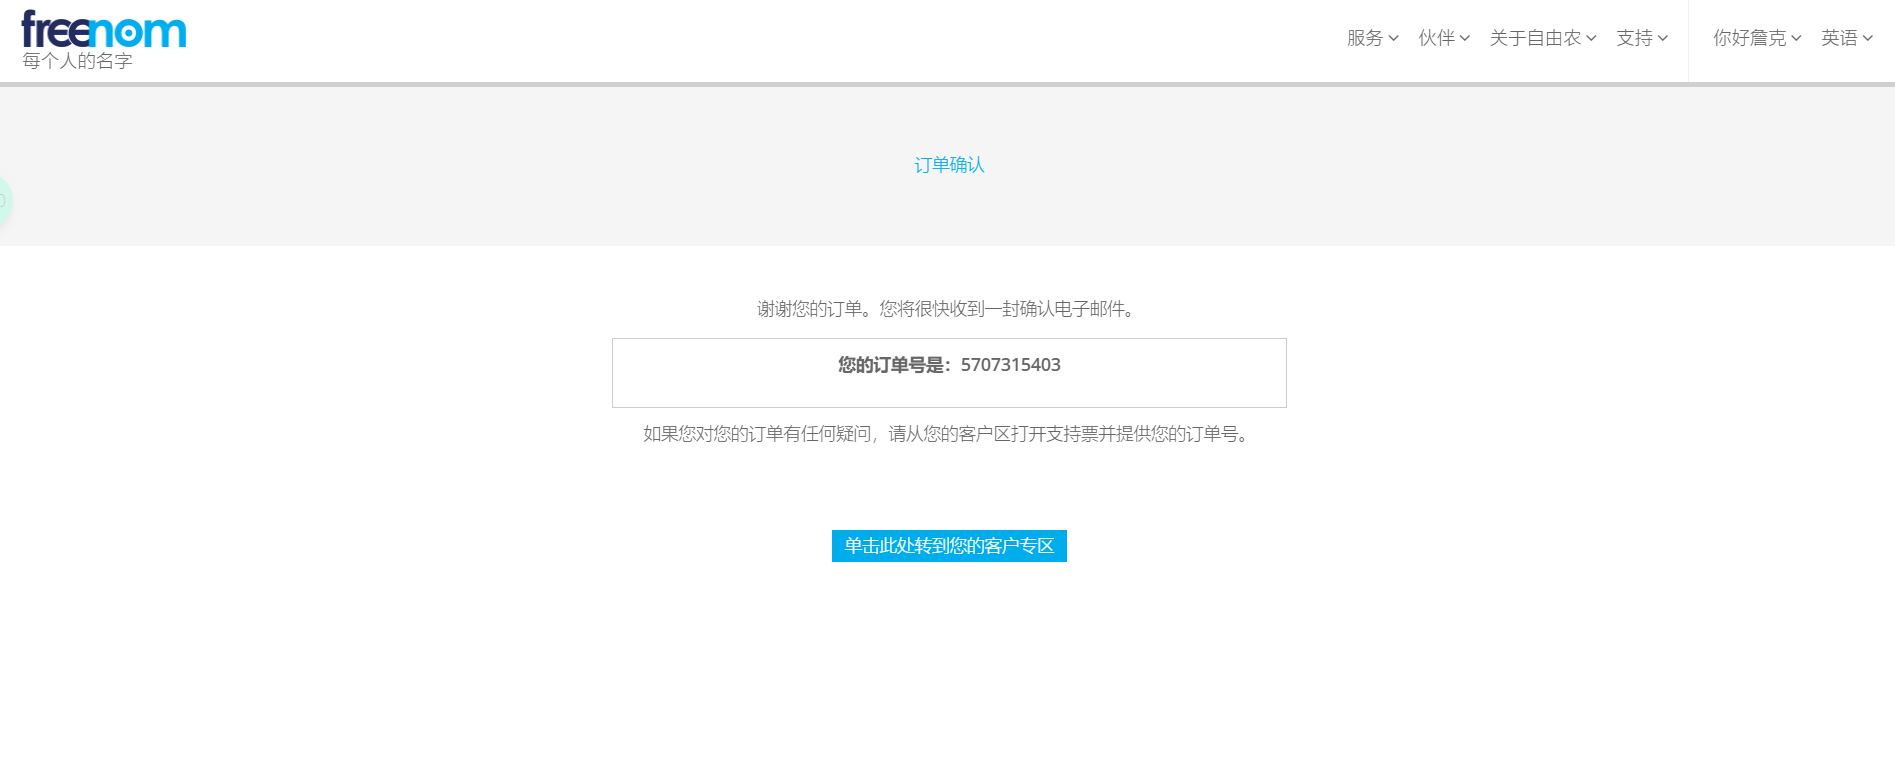 freenom
每个人的名字
服务 伙伴 关于自由农 支持 你好詹克 英语
订单确认
谢谢您的订单。您将很快收到一封确认电子邮件。
您的订单号是：5707315403
如果您对您的订单有任何疑问，请从您的客户区打开支持票并提供您的订单号。
单击此处转到您的客户专区